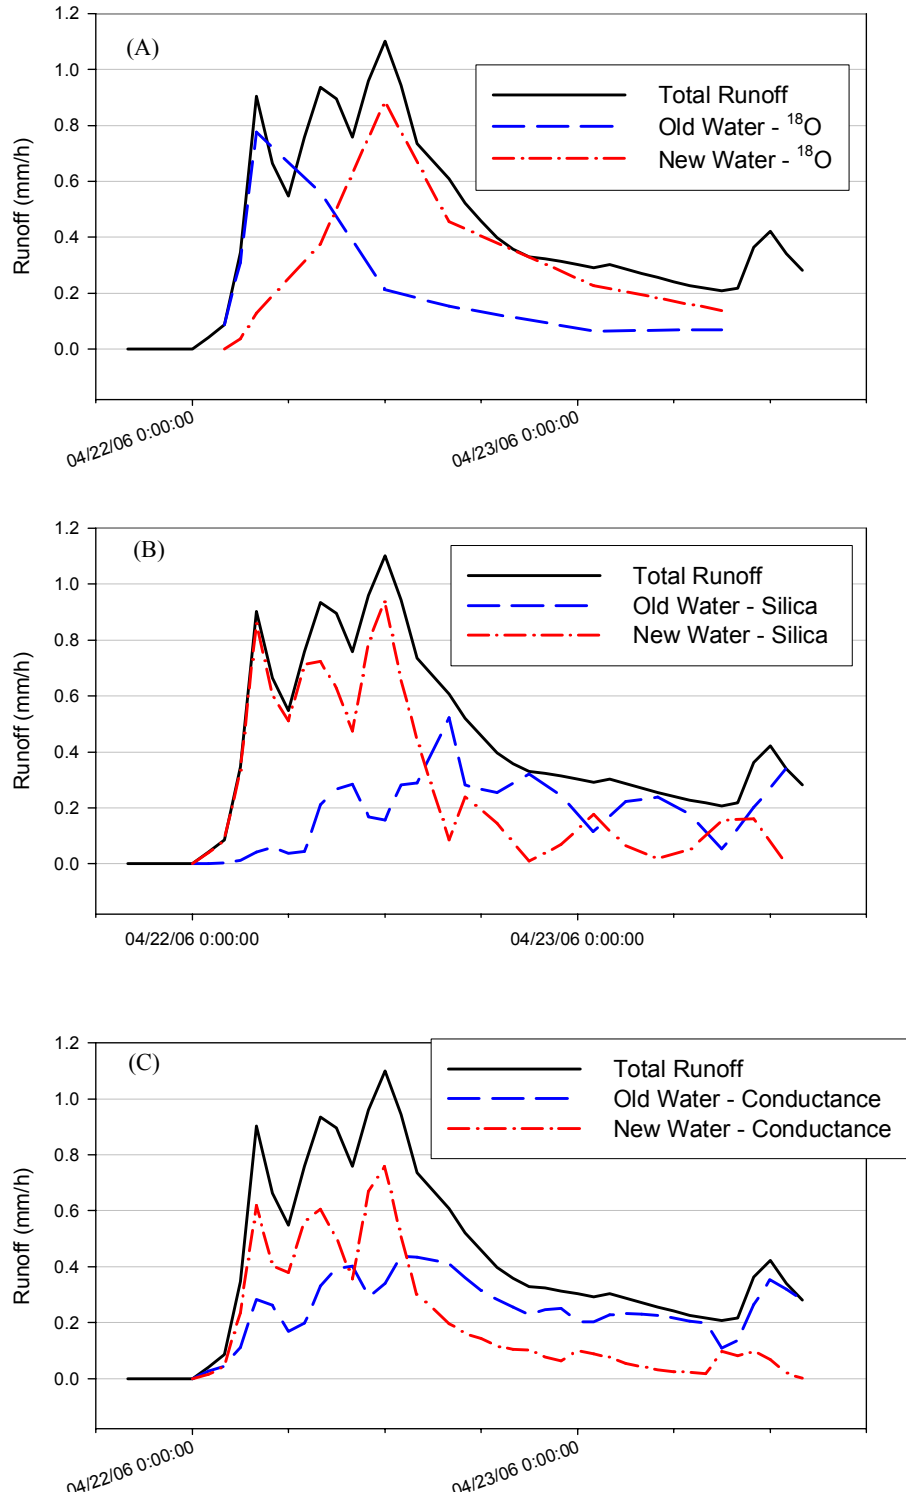 (A)
Total Runoff
Old Water - ¹⁸O
New Water - ¹⁸O
Runoff (mm/h)
1.2
1.0
0.8
0.6
0.4
0.2
0.0
04/22/06 0:00:00
04/23/06 0:00:00
(B)
Total Runoff
Old Water - Silica
New Water - Silica
Runoff (mm/h)
1.2
1.0
0.8
0.6
0.4
0.2
0.0
04/22/06 0:00:00
04/23/06 0:00:00
(C)
Total Runoff
Old Water - Conductance
New Water - Conductance
Runoff (mm/h)
1.2
1.0
0.8
0.6
0.4
0.2
0.0
04/22/06 0:00:00
04/23/06 0:00:00